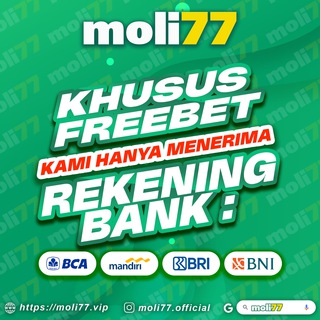 moli77
KHUSUS
FREEBET
KAMI HANYA MENERIMA
REKENING
BANK :
BCA mandiri BRI BNI
https://moli77.vip moli77.official G moli77